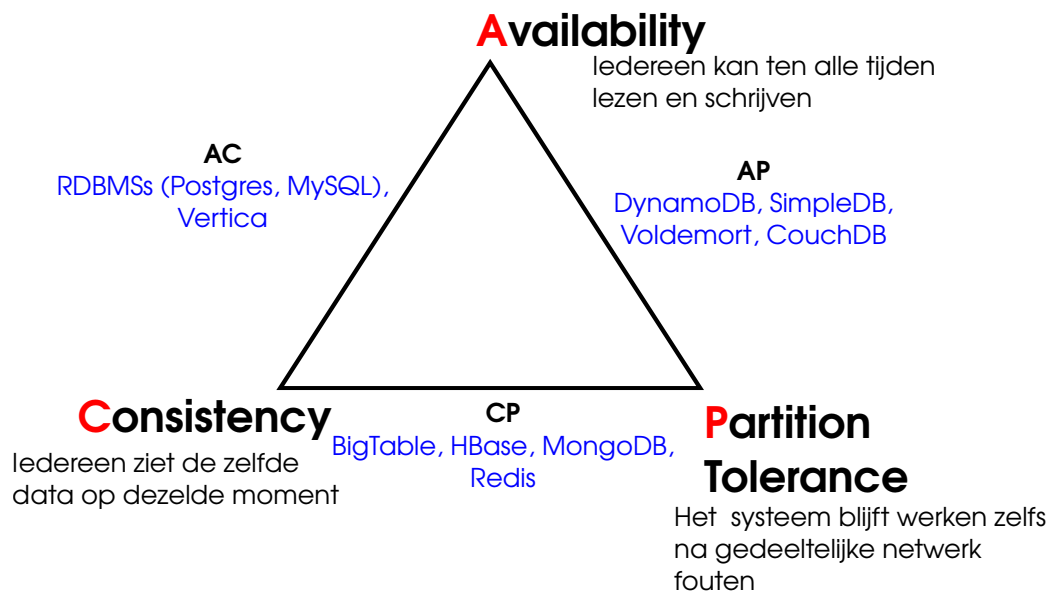 Availability
Iedereen kan ten alle tijden
lezen en schrijven
AC
RDBMSs (Postgres, MySQL),
Vertica
AP
DynamoDB, SimpleDB,
Voldemort, CouchDB
Consistency
Iedereen ziet de zelfde
data op dezelde moment
CP
BigTable, HBase, MongoDB,
Redis
Partition
Tolerance
Het systeem blijft werken zelfs
na gedeeltelijke netwerk
fouten